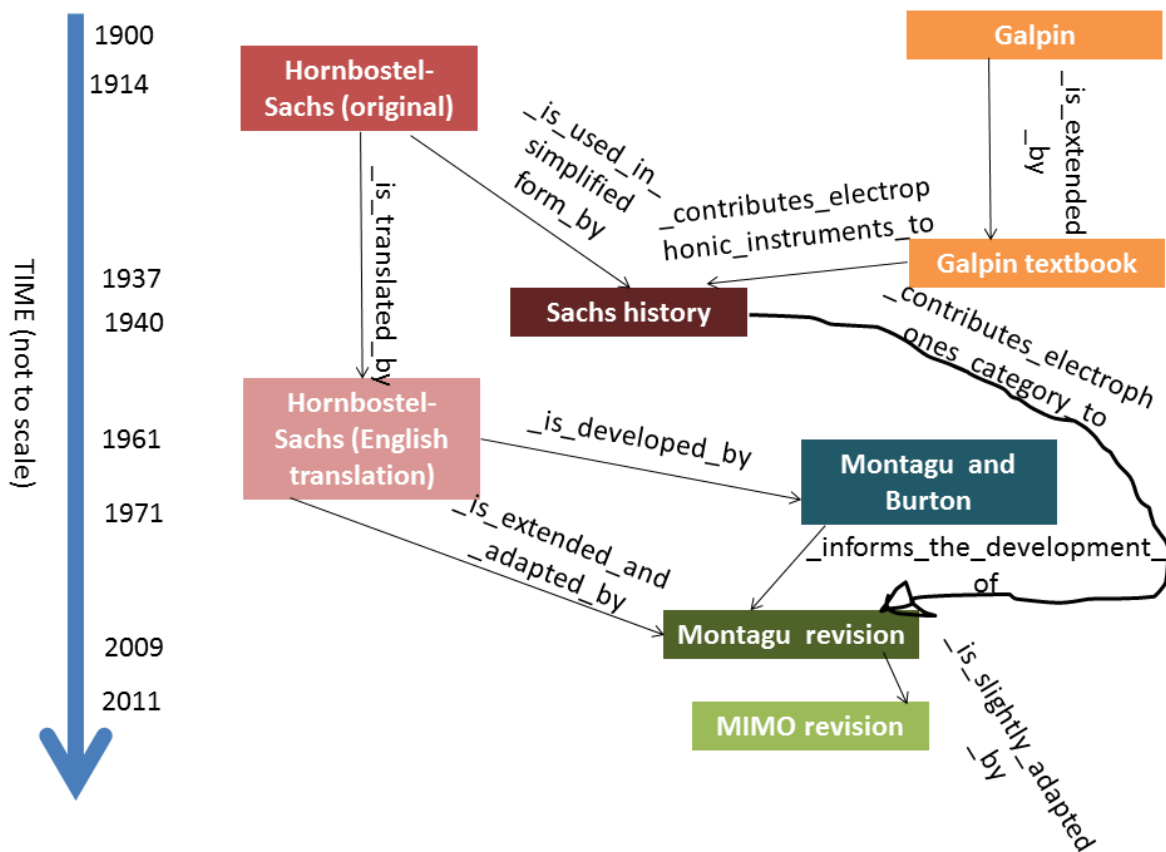 1900
1914
1937
1940
1961
1971
2009
2011
TIME (not to scale)
Hornbostel-
Sachs (original)
Galpin
_is_extended
_by
_is_used_in_
simplified
form_by
_is_translated_by
_contributes_electrop
honic_instruments_to
Galpin textbook
Sachs history
_contributes_electroph
ones_category_to
Hornbostel-
Sachs (English
translation)
_is_developed_by
Montagu and
Burton
_is_extended_and
_adapted_by
_informs_the_development_
of
Montagu revision
MIMO revision
_is_slightly_adapted
_by